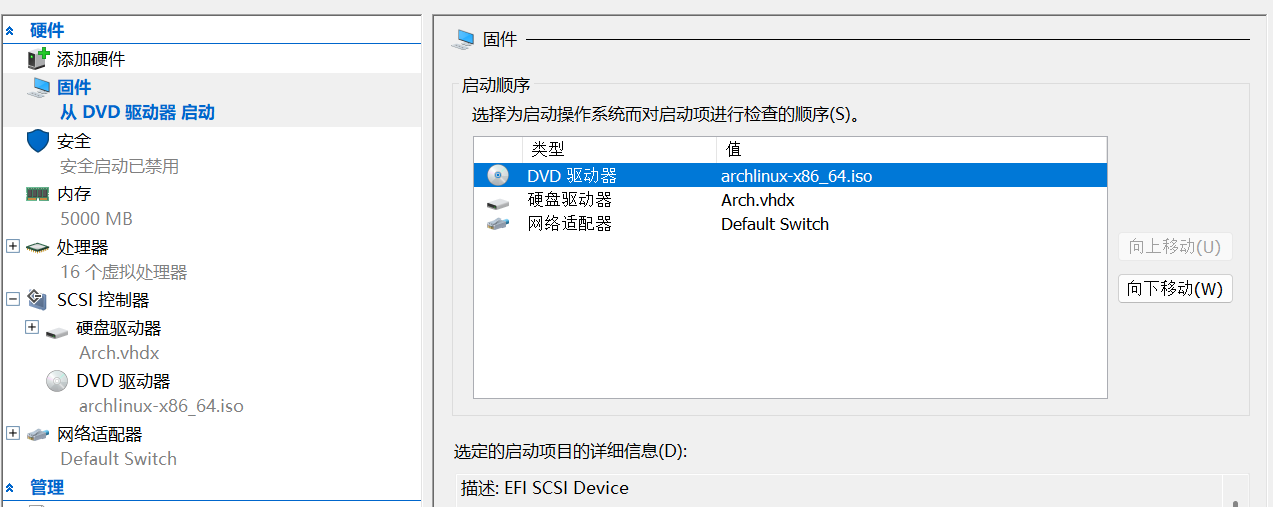 硬件
添加硬件
固件
从 DVD 驱动器 启动
安全
安全启动已禁用
内存
5000 MB
处理器
16 个虚拟处理器
SCSI 控制器
硬盘驱动器
Arch.vhdx
DVD 驱动器
archlinux-x86_64.iso
网络适配器
Default Switch
管理
固件
启动顺序
选择为启动操作系统而对启动项进行检查的顺序(S)。
类型 值
DVD 驱动器 archlinux-x86_64.iso
硬盘驱动器 Arch.vhdx
网络适配器 Default Switch
向上移动(U)
向下移动(W)
选定的启动项目的详细信息(D):
描述: EFI SCSI Device